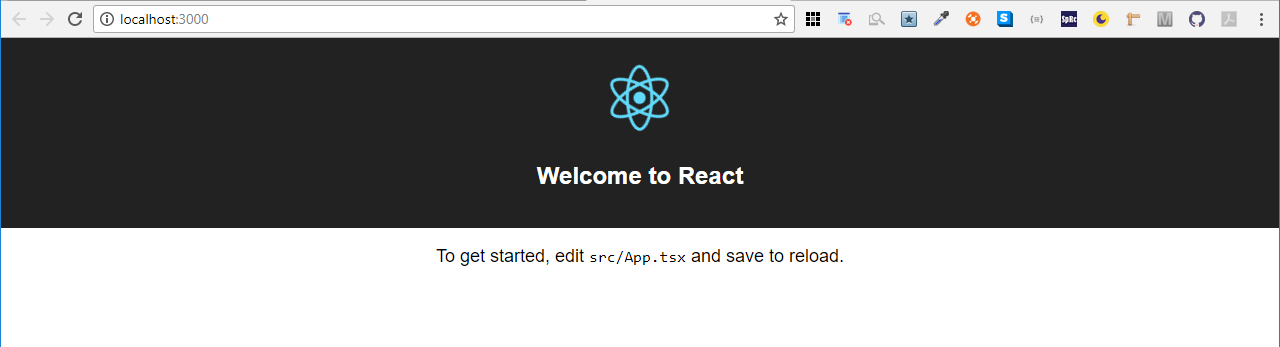 localhost:3000
SpRc
M
Welcome to React
To get started, edit src/App.tsx and save to reload.